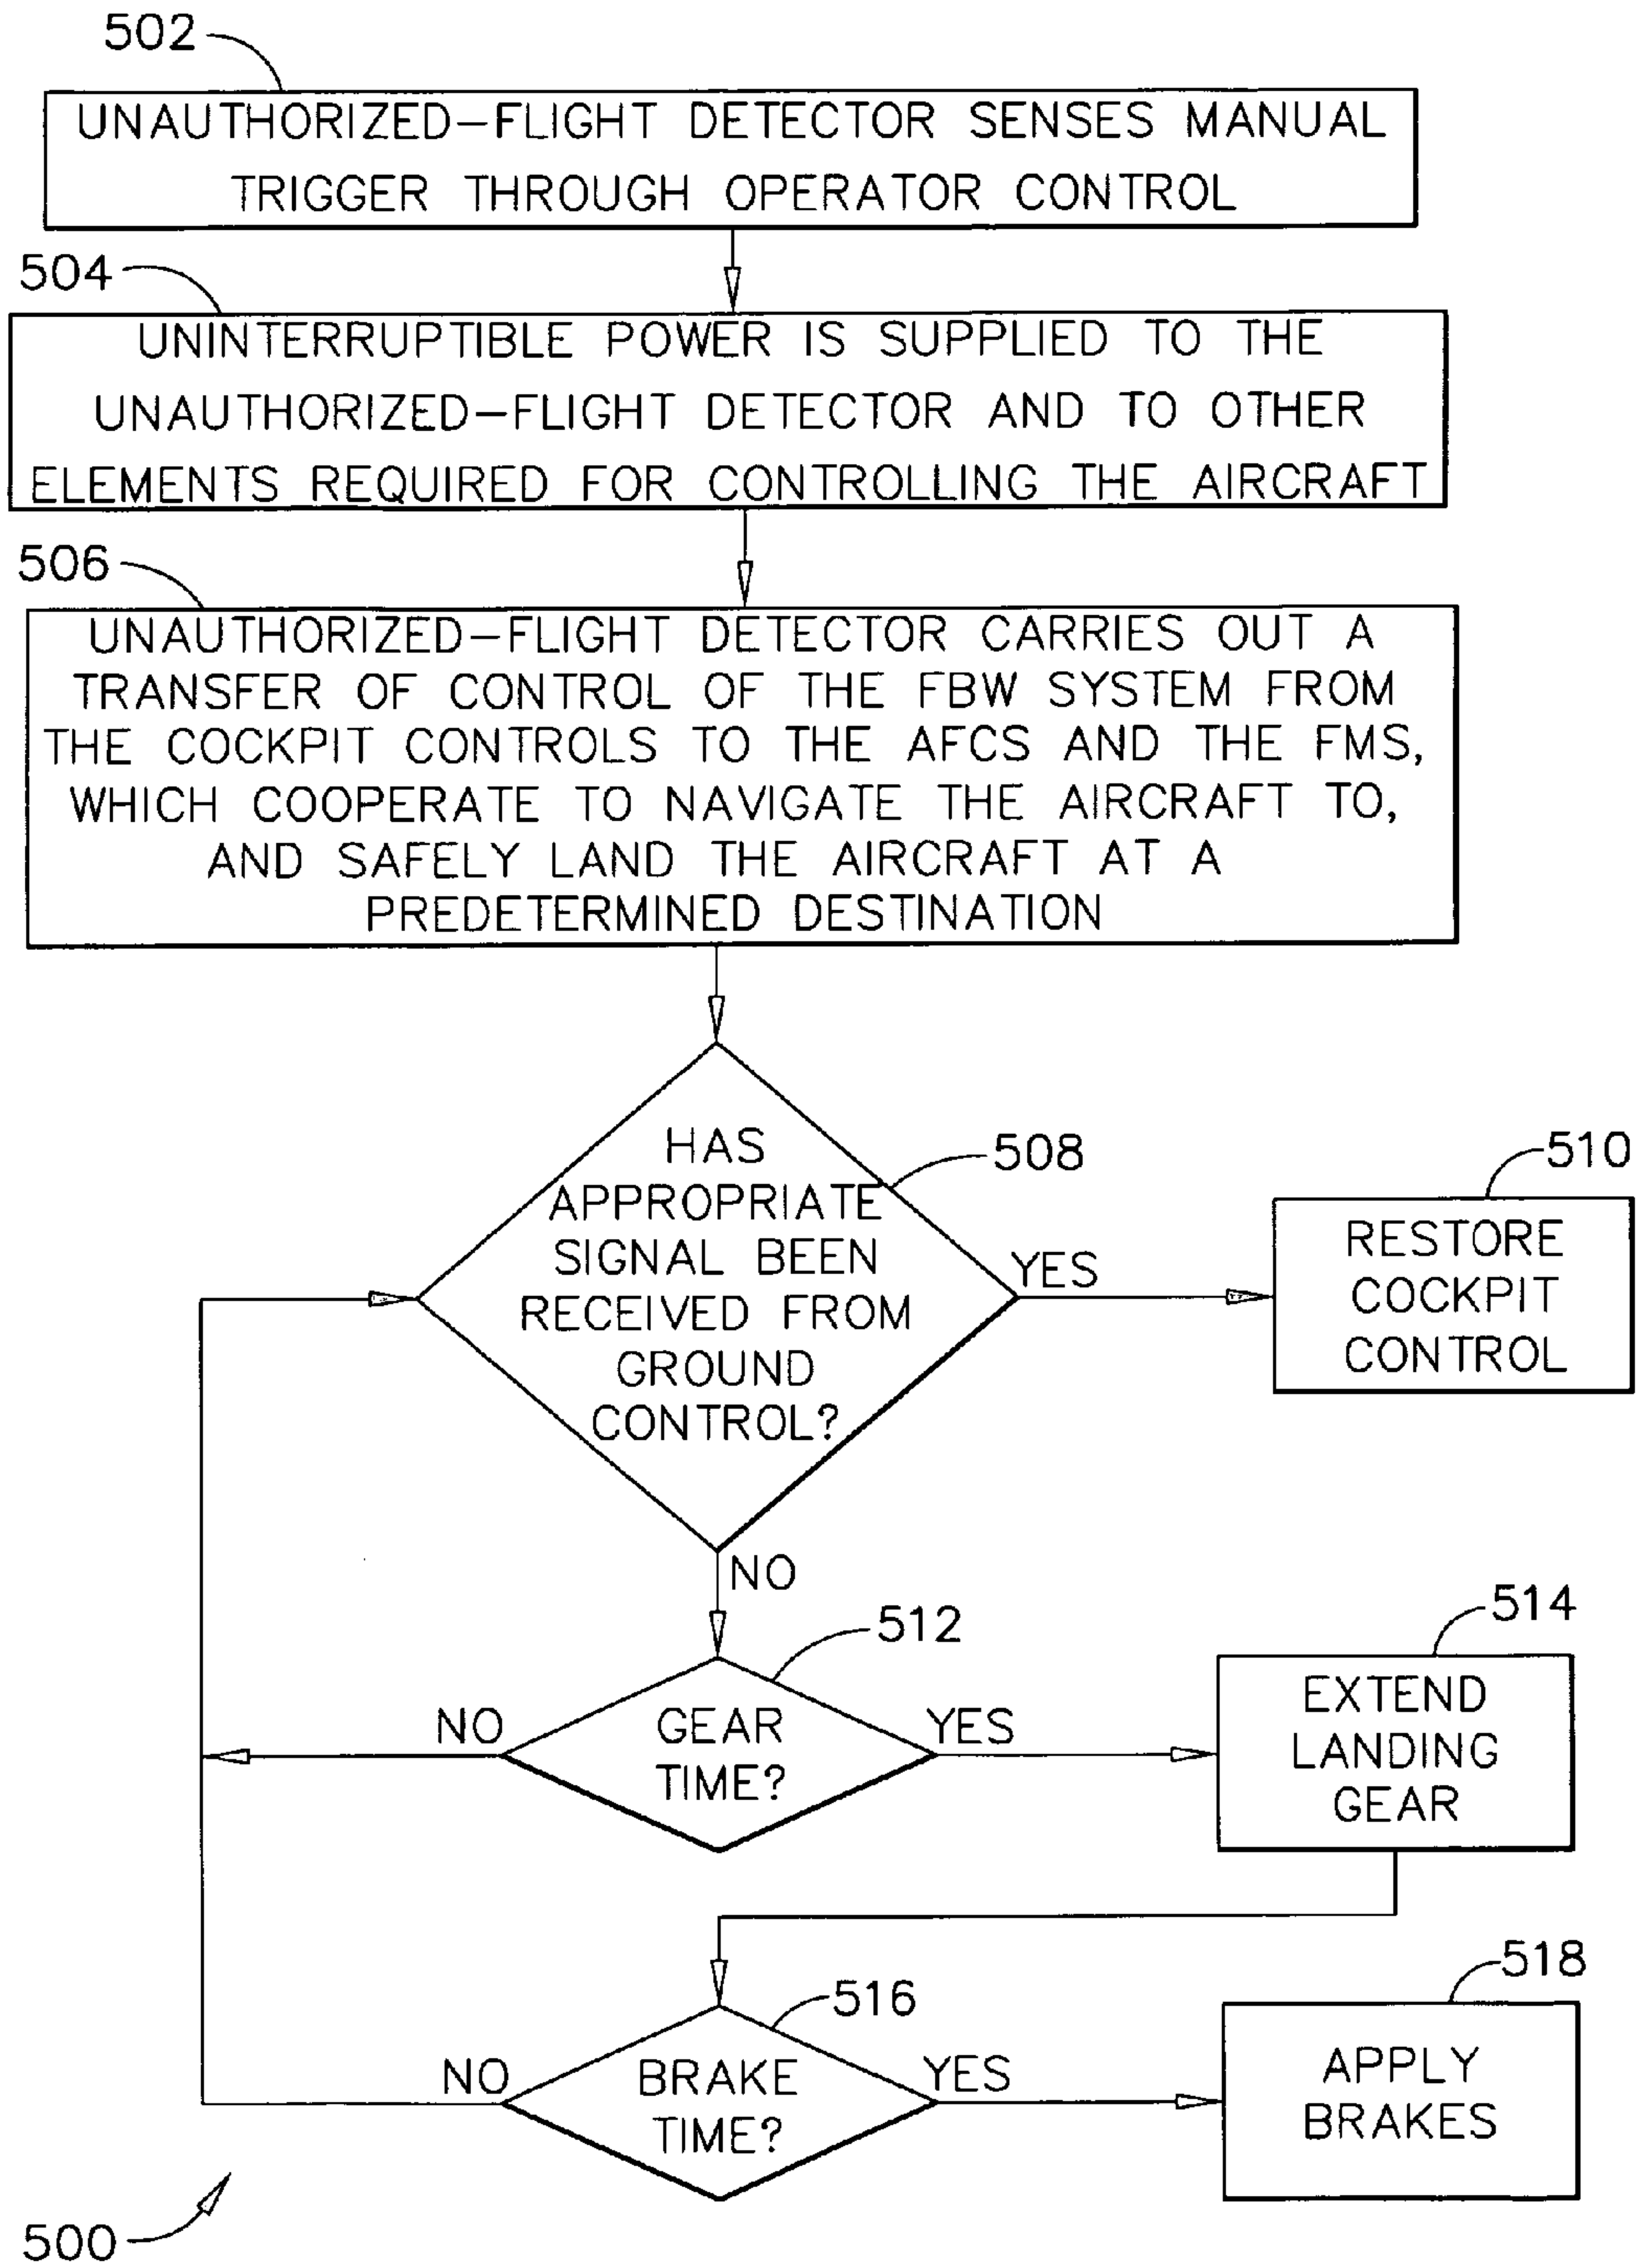 502
UNAUTHORIZED-FLIGHT DETECTOR SENSES MANUAL
TRIGGER THROUGH OPERATOR CONTROL
504
UNINTERRUPTIBLE POWER IS SUPPLIED TO THE
UNAUTHORIZED-FLIGHT DETECTOR AND TO OTHER
ELEMENTS REQUIRED FOR CONTROLLING THE AIRCRAFT
506
UNAUTHORIZED-FLIGHT DETECTOR CARRIES OUT A
TRANSFER OF CONTROL OF THE FBW SYSTEM FROM
THE COCKPIT CONTROLS TO THE AFCS AND THE FMS,
WHICH COOPERATE TO NAVIGATE THE AIRCRAFT TO,
AND SAFELY LAND THE AIRCRAFT AT A
PREDETERMINED DESTINATION
508
HAS
APPROPRIATE
SIGNAL BEEN
RECEIVED FROM
GROUND
CONTROL?
YES
510
RESTORE
COCKPIT
CONTROL
NO
512
GEAR
TIME?
NO
YES
514
EXTEND
LANDING
GEAR
516
BRAKE
TIME?
NO
YES
518
APPLY
BRAKES
500